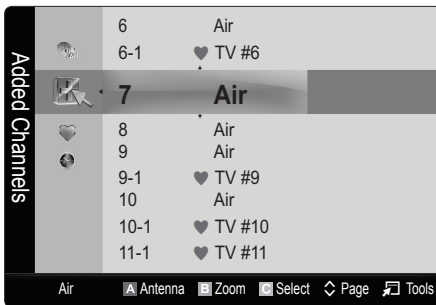 Added Channels
6 Air
6-1 ♥ TV #6
7 Air
8 Air
9 Air
9-1 ♥ TV #9
10 Air
10-1 ♥ TV #10
11-1 ♥ TV #11
Air A Antenna B Zoom C Select Page Tools